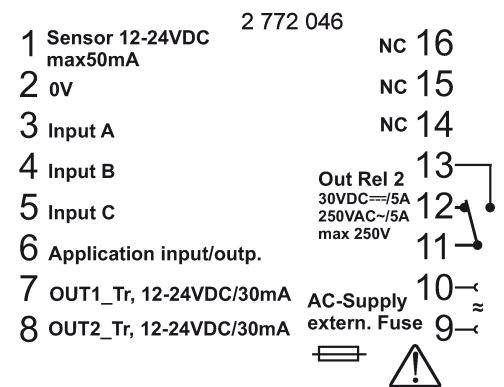 2 772 046
1 Sensor 12-24VDC
max50mA
2 0V
3 Input A
4 Input B
5 Input C
6 Application input/outp.
7 OUT1_Tr, 12-24VDC/30mA
8 OUT2_Tr, 12-24VDC/30mA
NC 16
NC 15
NC 14
13
Out Rel 2
30VDC⎓/5A
250VAC~/5A
max 250V
12
11
10
AC-Supply
extern. Fuse 9
≈